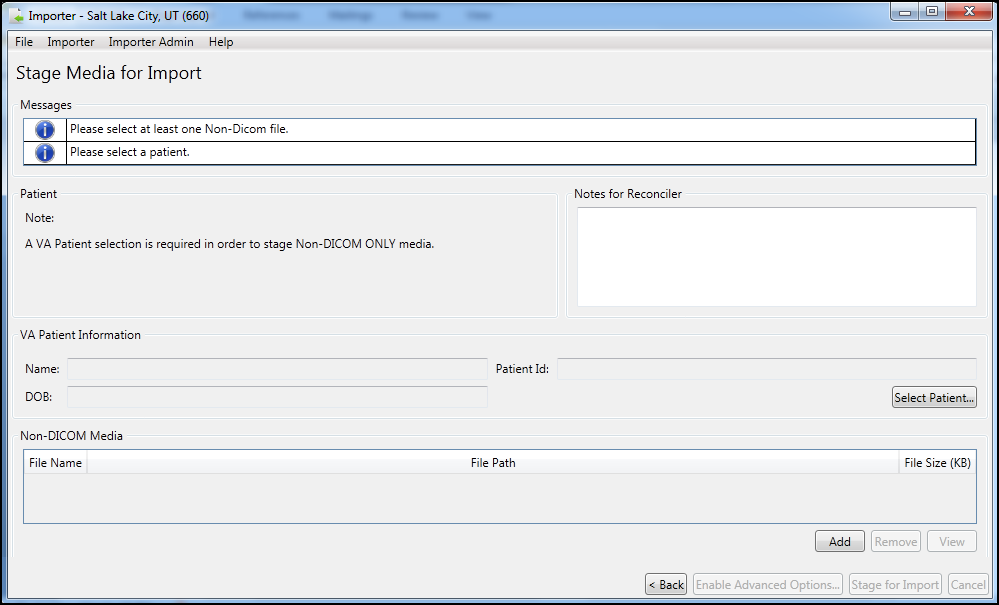 Importer - Salt Lake City, UT (660)
File Importer Importer Admin Help
Stage Media for Import
Messages
Please select at least one Non-Dicom file.
Please select a patient.
Patient
Note:
A VA Patient selection is required in order to stage Non-DICOM ONLY media.
Notes for Reconciler
VA Patient Information
Name:
Patient Id:
DOB:
Select Patient...
Non-DICOM Media
File Name File Path File Size (KB)
Add Remove View
< Back Enable Advanced Options... Stage for Import Cancel